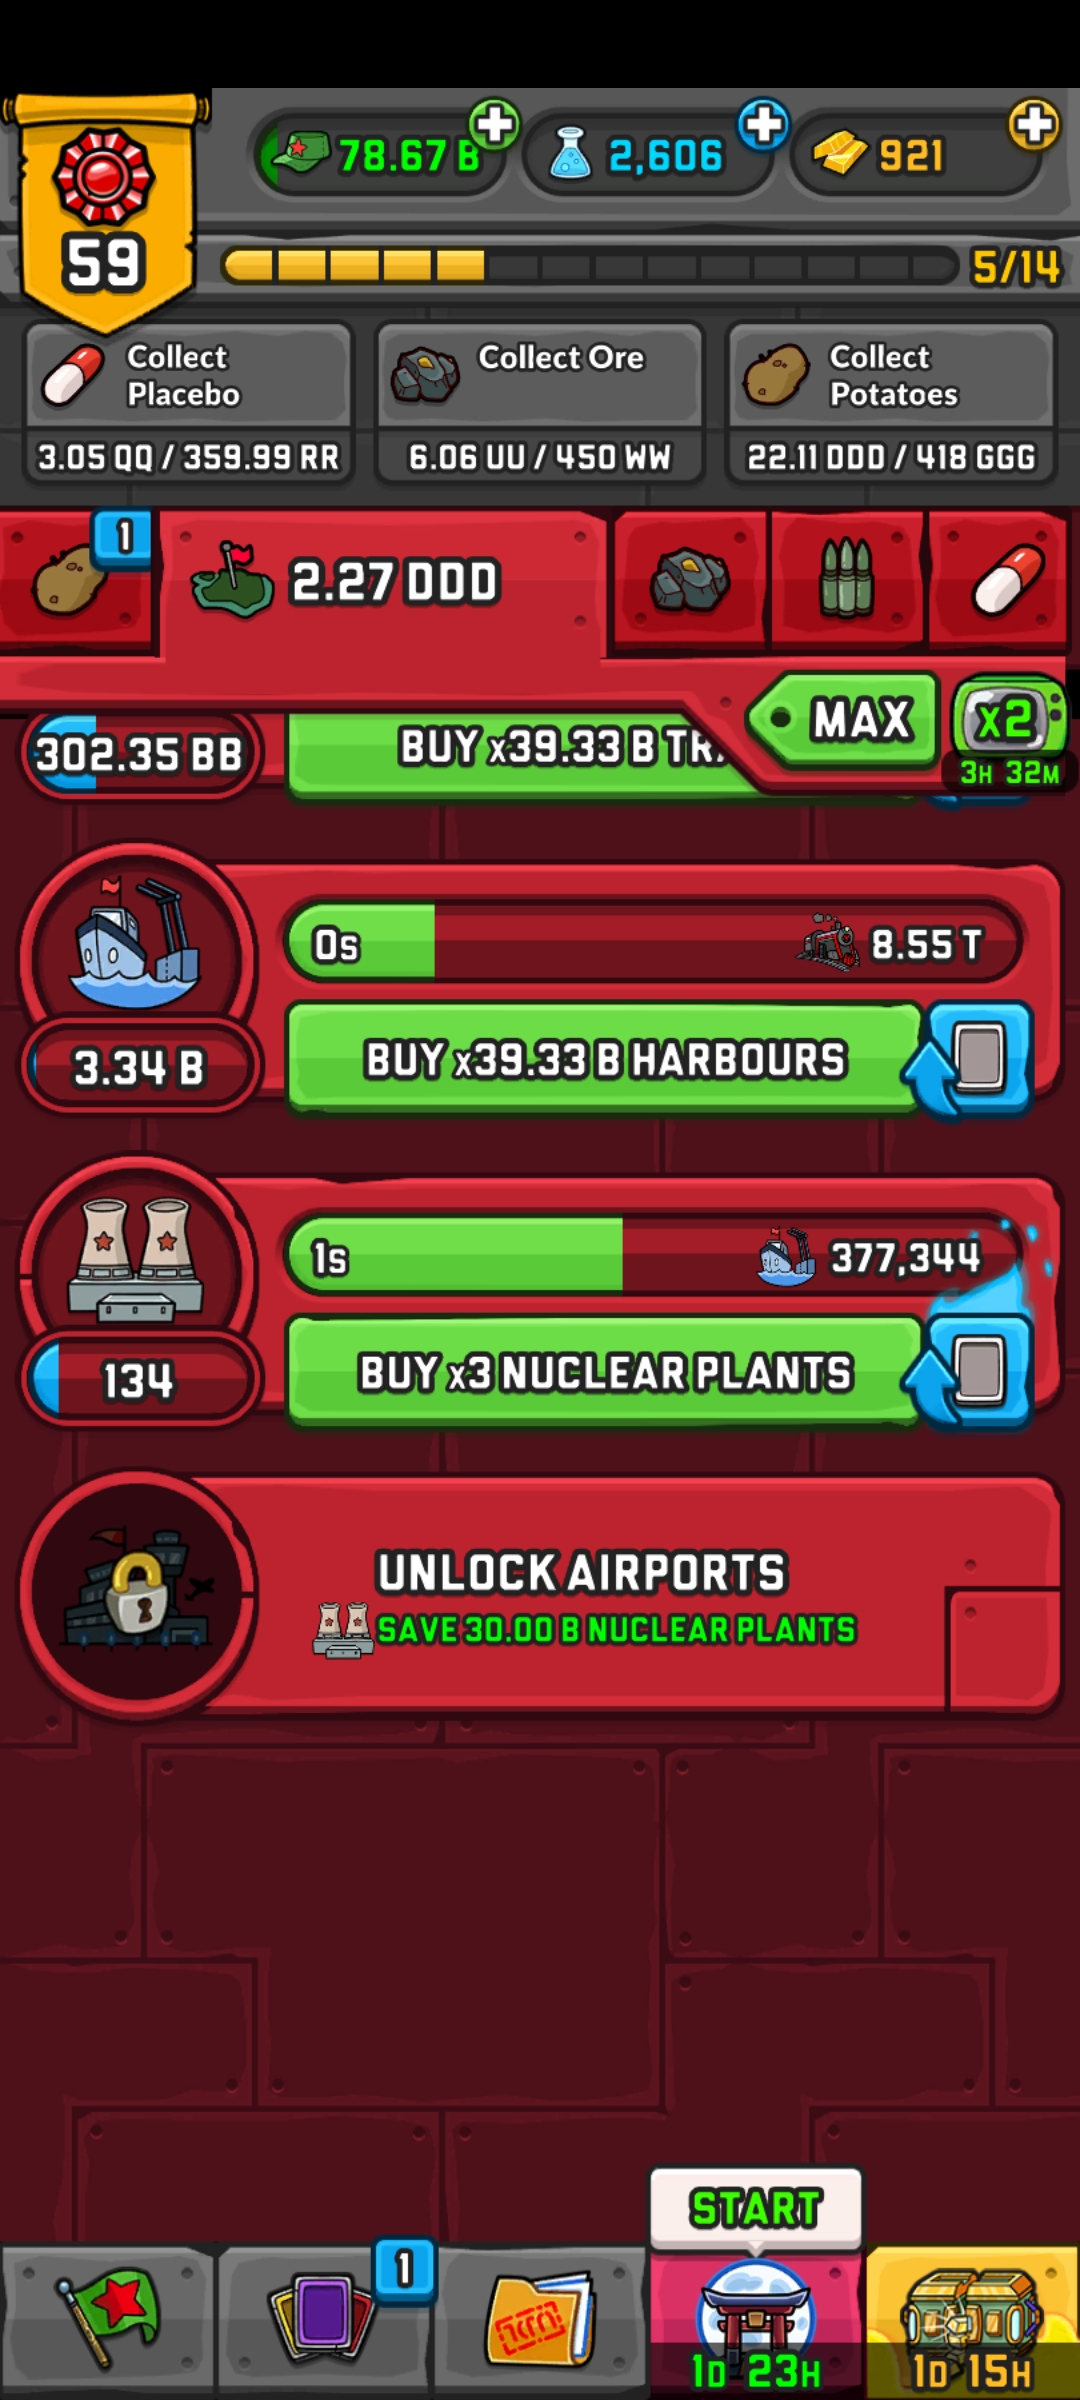 78.67 B
2,606
921
59
5/14
Collect
Placebo
3.05 QQ / 359.99 RR
Collect Ore
6.06 UU / 450 WW
Collect
Potatoes
22.11 DDD / 418 GGG
1
2.27 DDD
MAX
x2
3H 32M
302.35 BB
BUY x39.33 B
0s
8.55 T
3.34 B
BUY x39.33 B HARBOURS
1s
377,344
134
BUY x3 NUCLEAR PLANTS
UNLOCK AIRPORTS
SAVE 30.00 B NUCLEAR PLANTS
START
1
1D 23H
1D 15H